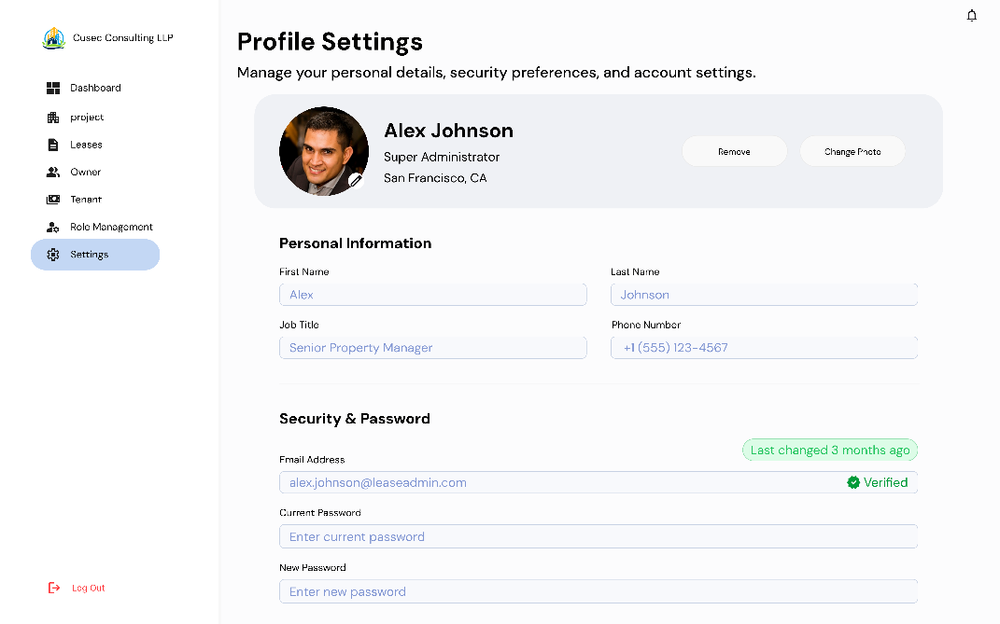 Cusec Consulting LLP
Dashboard
project
Leases
Owner
Tenant
Role Management
Settings
Log Out
Profile Settings
Manage your personal details, security preferences, and account settings.
Alex Johnson
Super Administrator
San Francisco, CA
Remove
Change Photo
Personal Information
First Name
Last Name
Alex
Johnson
Job Title
Phone Number
Senior Property Manager
+1 (555) 123-4567
Security & Password
Last changed 3 months ago
Email Address
alex.johnson@leaseadmin.com
Verified
Current Password
Enter current password
New Password
Enter new password